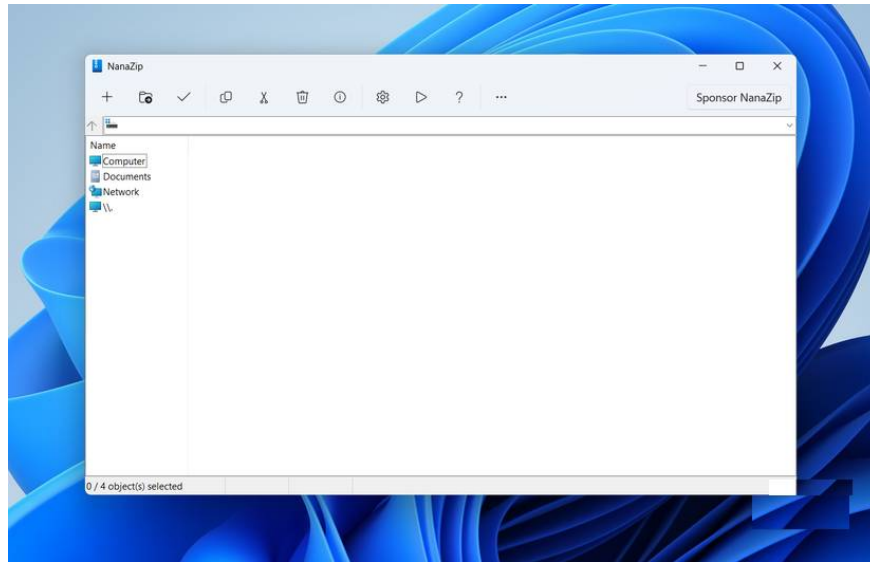 NanaZip
? ... Sponsor NanaZip
Name
Computer
Documents
Network
\\.
0 / 4 object(s) selected